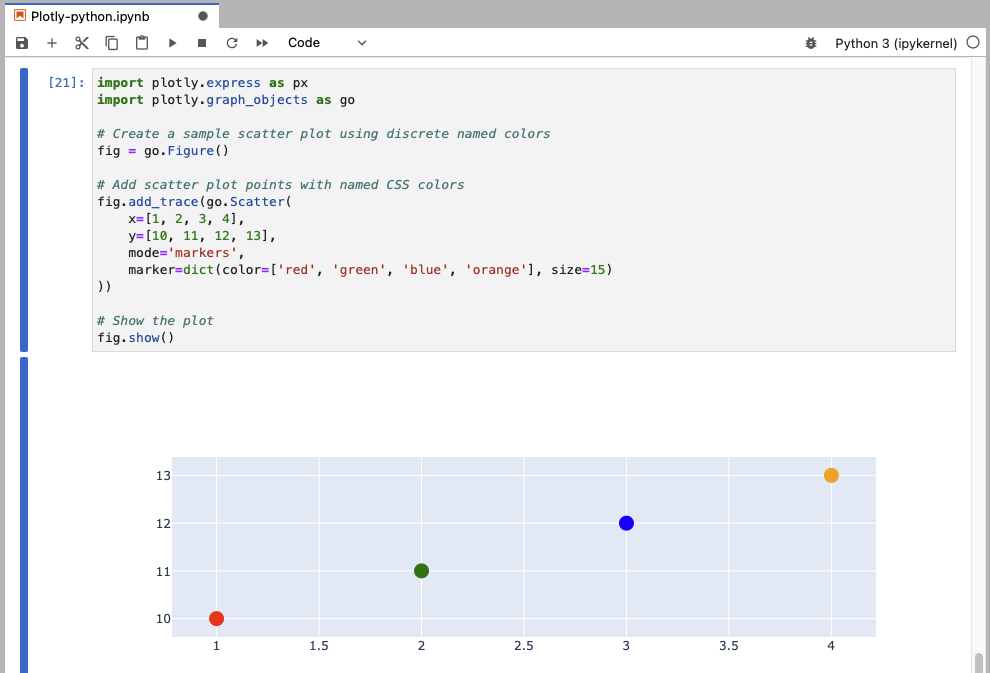 Plotly-python.ipynb
Code
Python 3 (ipykernel)
[21]:
import plotly.express as px
import plotly.graph_objects as go
# Create a sample scatter plot using discrete named colors
fig = go.Figure()
# Add scatter plot points with named CSS colors
fig.add_trace(go.Scatter(
    x=[1, 2, 3, 4],
    y=[10, 11, 12, 13],
    mode='markers',
    marker=dict(color=['red', 'green', 'blue', 'orange'], size=15)
))
# Show the plot
fig.show()
13
12
11
10
1 1.5 2 2.5 3 3.5 4